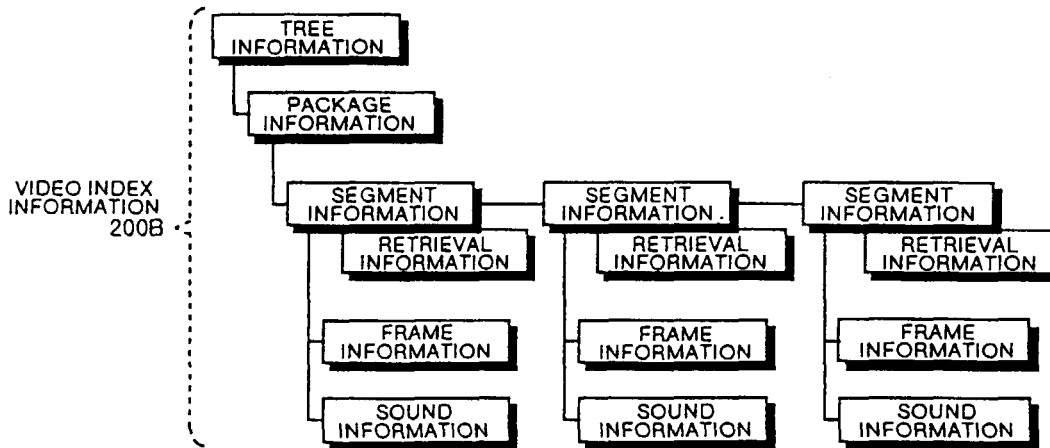 TREE
INFORMATION
PACKAGE
INFORMATION
VIDEO INDEX
INFORMATION
200B
SEGMENT
INFORMATION
SEGMENT
INFORMATION
SEGMENT
INFORMATION
RETRIEVAL
INFORMATION
RETRIEVAL
INFORMATION
RETRIEVAL
INFORMATION
FRAME
INFORMATION
FRAME
INFORMATION
FRAME
INFORMATION
SOUND
INFORMATION
SOUND
INFORMATION
SOUND
INFORMATION